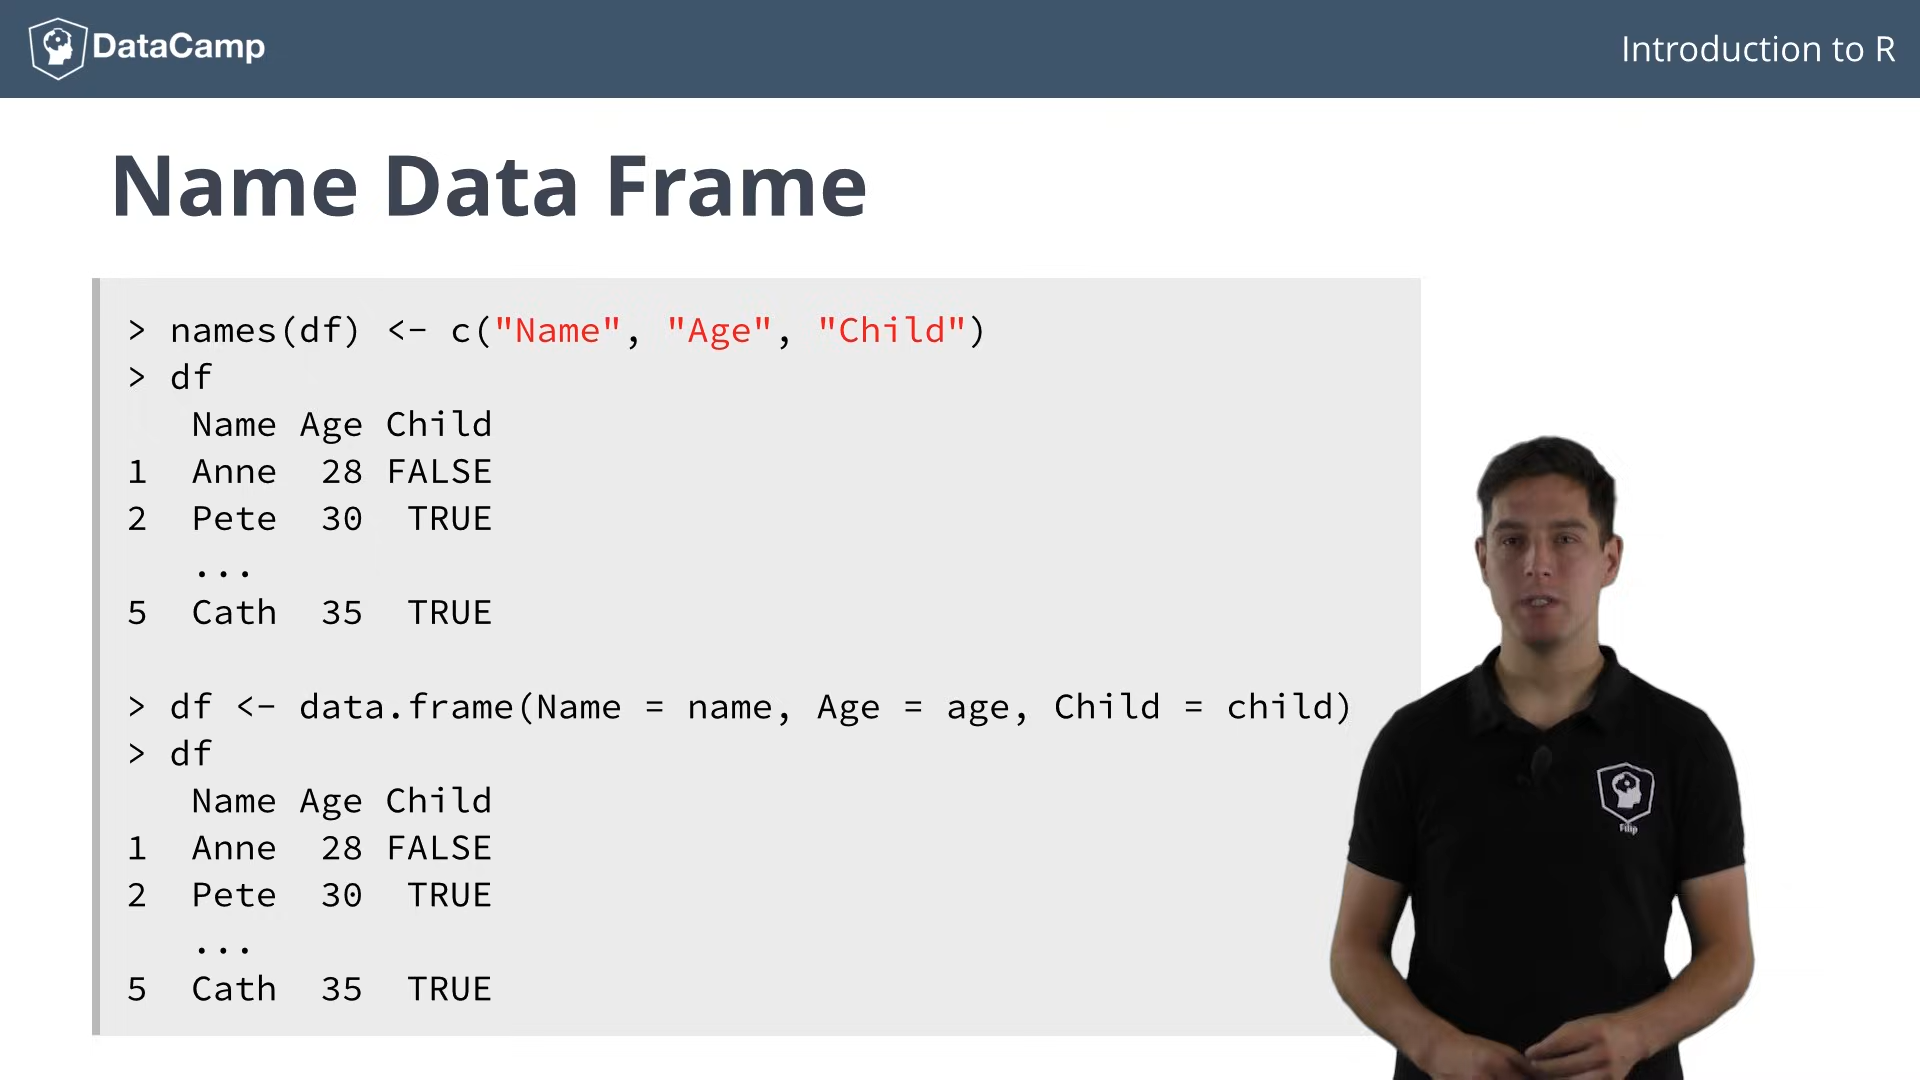 DataCamp
Introduction to R
Name Data Frame
> names(df) <- c("Name", "Age", "Child")
> df
   Name Age Child
1  Anne  28 FALSE
2  Pete  30  TRUE
   ...
5  Cath  35  TRUE
> df <- data.frame(Name = name, Age = age, Child = child)
> df
   Name Age Child
1  Anne  28 FALSE
2  Pete  30  TRUE
   ...
5  Cath  35  TRUE
Filip